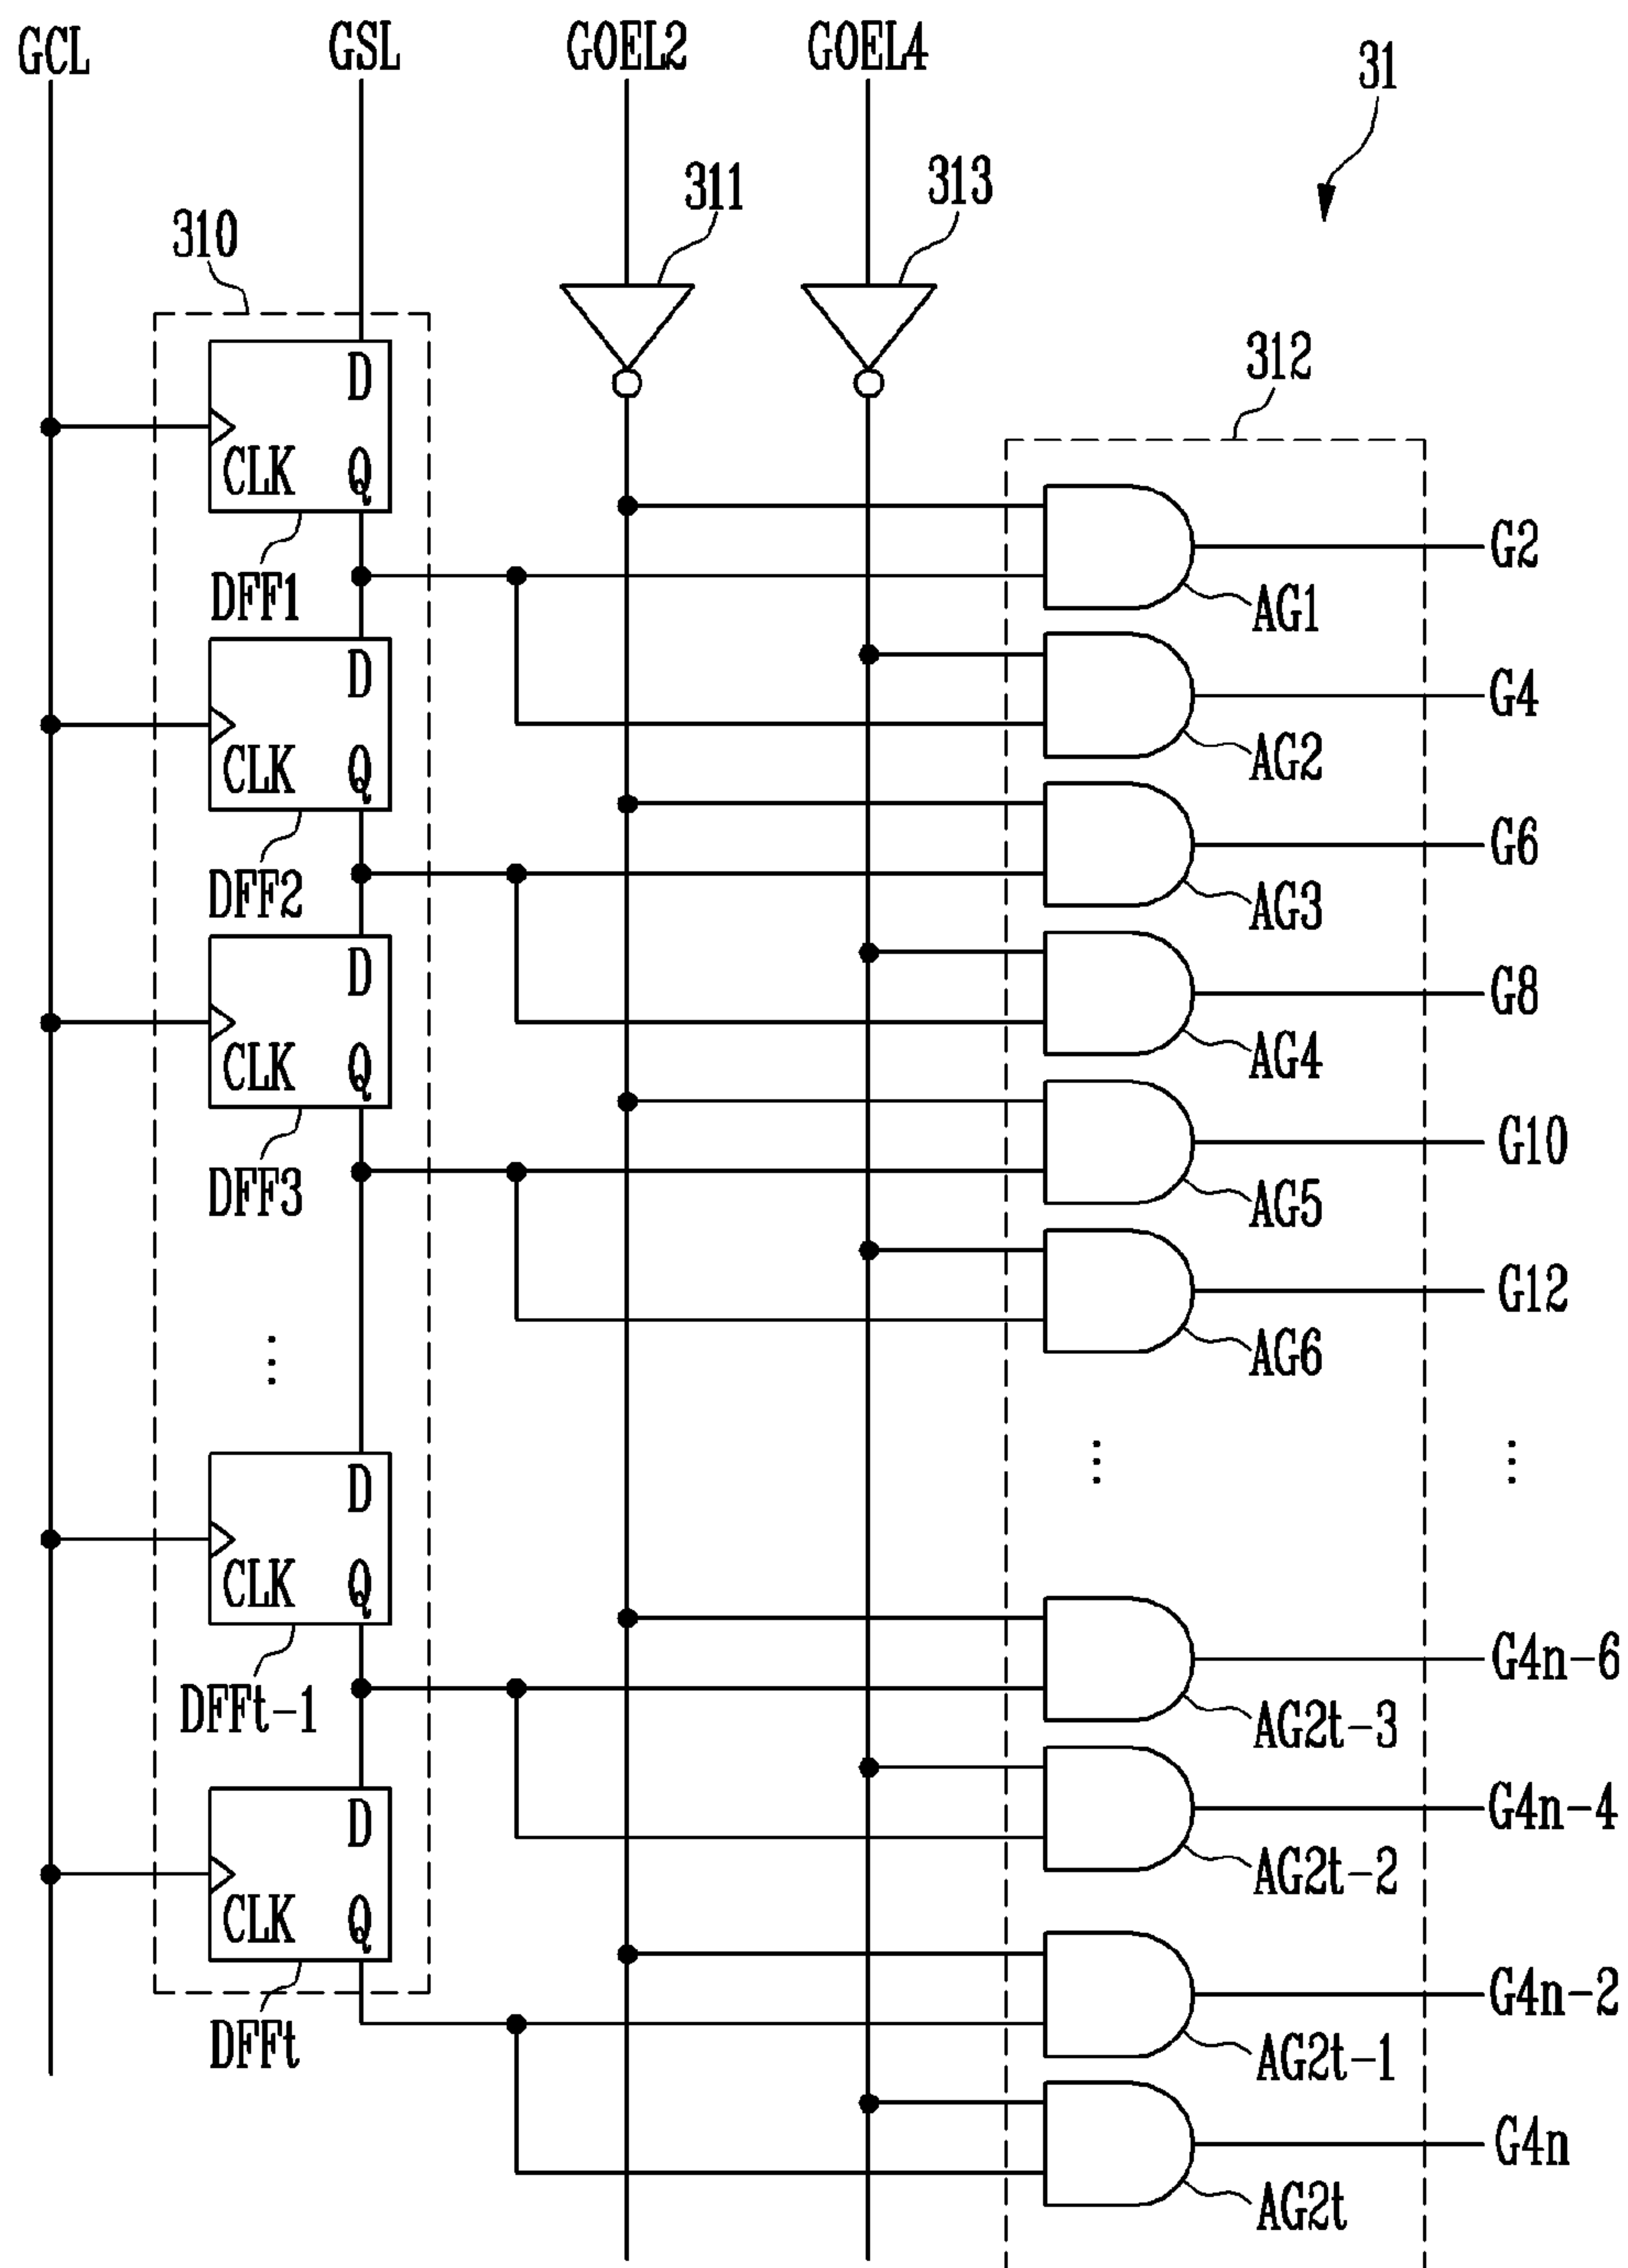 GCL GSL GOEL2 GOEL4
31
311 313
310
312
D
CLK Q
DFF1
G2
AG1
D
CLK Q
DFF2
G4
AG2
G6
AG3
D
CLK Q
DFF3
G8
AG4
G10
AG5
G12
AG6
⋮
⋮
⋮
D
CLK Q
DFFt-1
G4n-6
AG2t-3
G4n-4
AG2t-2
D
CLK Q
DFFt
G4n-2
AG2t-1
G4n
AG2t